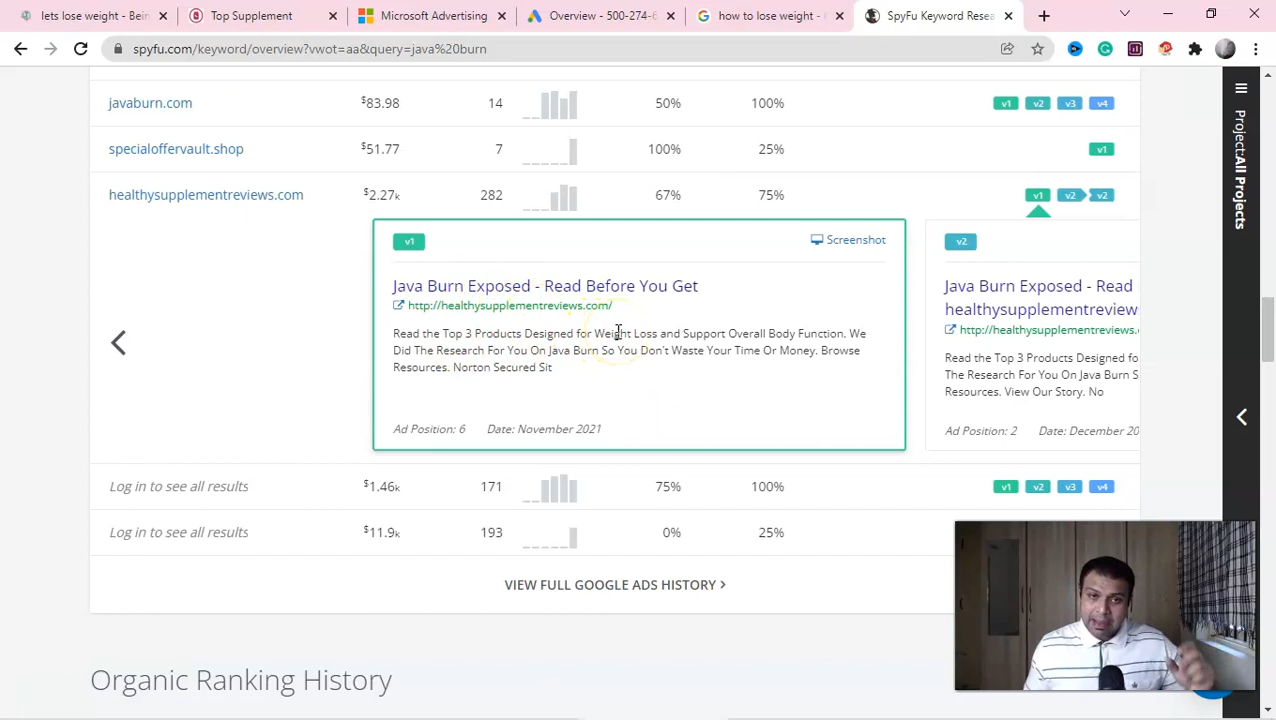 lets lose weight - Bein
Top Supplement
Microsoft Advertising
Overview - 500-274-6
how to lose weight -
SpyFu Keyword Resea
spyfu.com/keyword/overview?vwot=aa&query=java%20burn
javaburn.com $83.98 14 50% 100% v1 v2 v3 v4
specialoffervault.shop $51.77 7 100% 25% v1
healthysupplementreviews.com $2.27k 282 67% 75% v1 v2 v2
v1 Screenshot
Java Burn Exposed - Read Before You Get
http://healthysupplementreviews.com/
Read the Top 3 Products Designed for Weight Loss and Support Overall Body Function. We
Did The Research For You On Java Burn So You Don't Waste Your Time Or Money. Browse
Resources. Norton Secured Sit
Ad Position: 6 Date: November 2021
v2
Java Burn Exposed - Read
healthysupplementreviews
http://healthysupplementreviews.
Read the Top 3 Products Designed fo
The Research For You On Java Burn S
Resources. View Our Story. No
Ad Position: 2 Date: December 20
Log in to see all results $1.46k 171 75% 100% v1 v2 v3 v4
Log in to see all results $11.9k 193 0% 25%
VIEW FULL GOOGLE ADS HISTORY >
Organic Ranking History
Project:All Projects